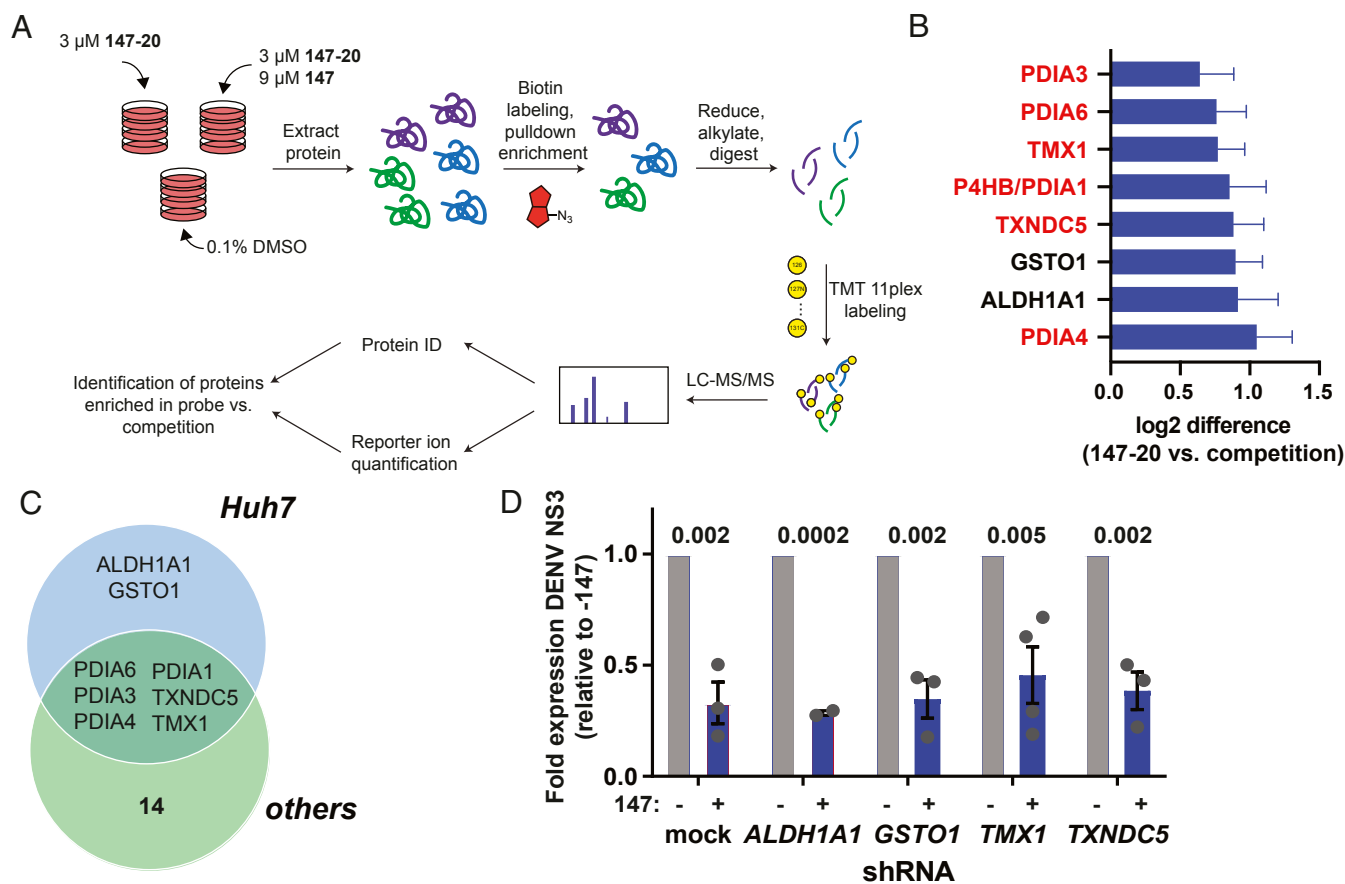 A
3 µM 147-20
3 µM 147-20
9 µM 147
0.1% DMSO
Extract
protein
Biotin
labeling,
pulldown
enrichment
N3
Reduce,
alkylate,
digest
126
127N
131C
TMT 11plex
labeling
LC-MS/MS
Protein ID
Reporter ion
quantification
Identification of proteins
enriched in probe vs.
competition
B
PDIA3
PDIA6
TMX1
P4HB/PDIA1
TXNDC5
GSTO1
ALDH1A1
PDIA4
0.0 0.5 1.0 1.5
log2 difference
(147-20 vs. competition)
C
Huh7
ALDH1A1
GSTO1
PDIA6 PDIA1
PDIA3 TXNDC5
PDIA4 TMX1
14
others
D
Fold expression DENV NS3
(relative to -147)
0.002 0.0002 0.002 0.005 0.002
1.0
0.5
0.0
147: - + - + - + - + - +
mock ALDH1A1 GSTO1 TMX1 TXNDC5
shRNA